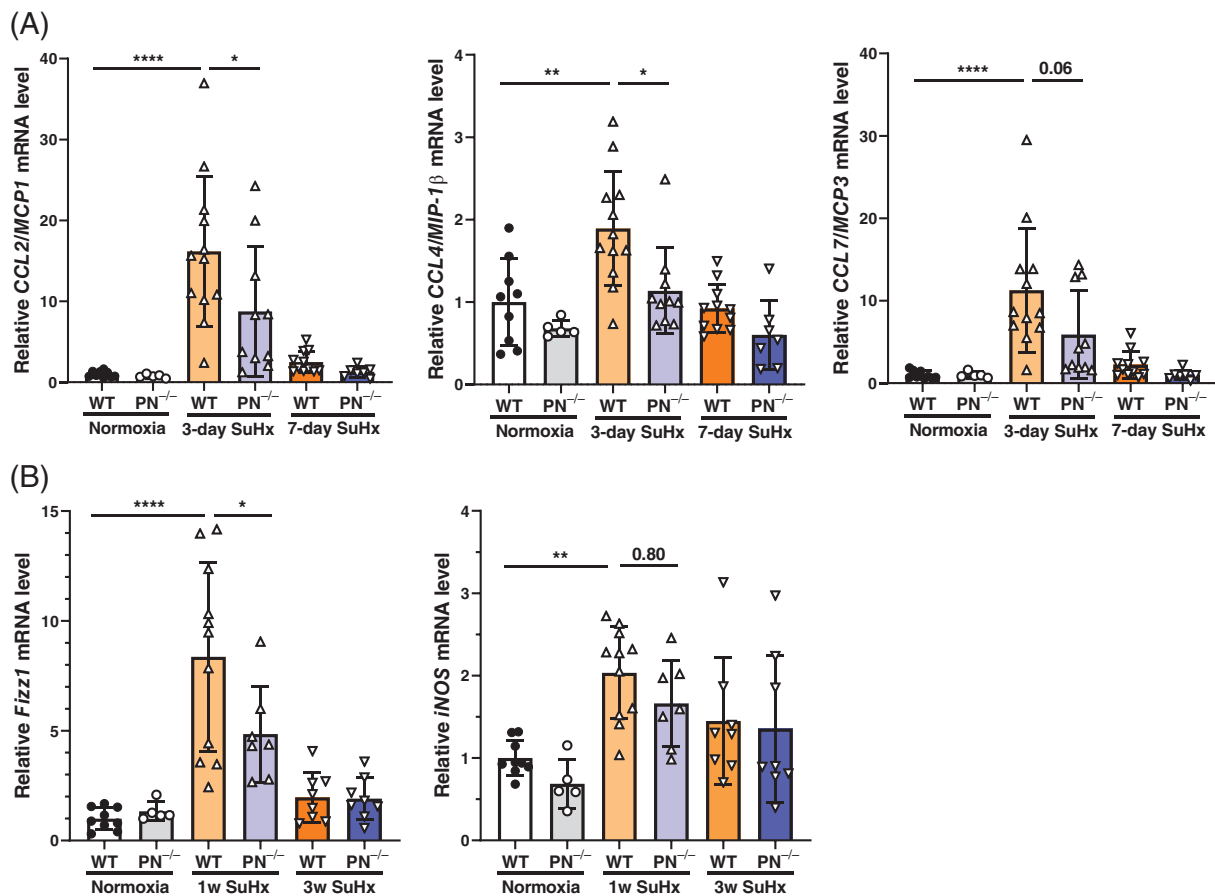 (A)
Relative CCL2/MCP1 mRNA level
40
30
20
10
0
****
*
WT PN−/− WT PN−/− WT PN−/−
Normoxia 3-day SuHx 7-day SuHx
Relative CCL4/MIP-1β mRNA level
4
3
2
1
0
**
*
WT PN−/− WT PN−/− WT PN−/−
Normoxia 3-day SuHx 7-day SuHx
Relative CCL7/MCP3 mRNA level
40
30
20
10
0
****
0.06
WT PN−/− WT PN−/− WT PN−/−
Normoxia 3-day SuHx 7-day SuHx
(B)
Relative Fizz1 mRNA level
15
10
5
0
****
*
WT PN−/− WT PN−/− WT PN−/−
Normoxia 1w SuHx 3w SuHx
Relative iNOS mRNA level
4
3
2
1
0
**
0.80
WT PN−/− WT PN−/− WT PN−/−
Normoxia 1w SuHx 3w SuHx